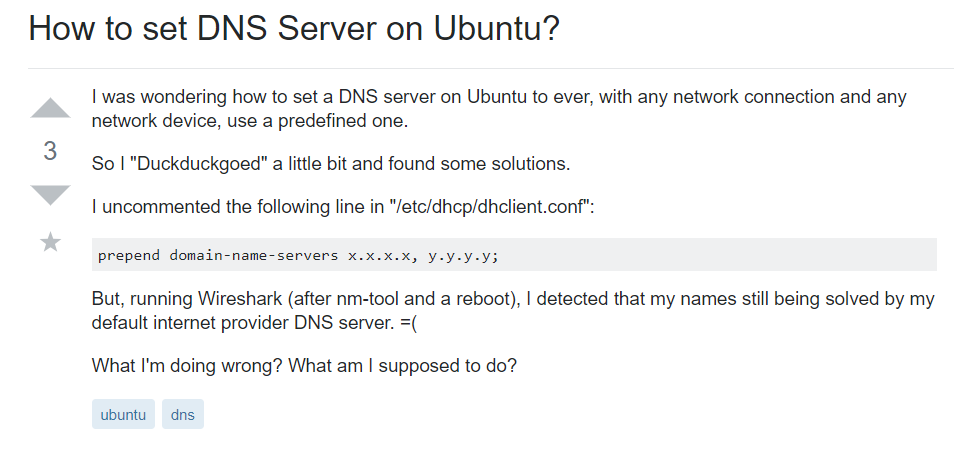 How to set DNS Server on Ubuntu?
I was wondering how to set a DNS server on Ubuntu to ever, with any network connection and any
network device, use a predefined one.
3
So I "Duckduckgoed" a little bit and found some solutions.
I uncommented the following line in "/etc/dhcp/dhclient.conf":
prepend domain-name-servers x.x.x.x, y.y.y.y;
But, running Wireshark (after nm-tool and a reboot), I detected that my names still being solved by my
default internet provider DNS server. =(
What I'm doing wrong? What am I supposed to do?
ubuntu dns